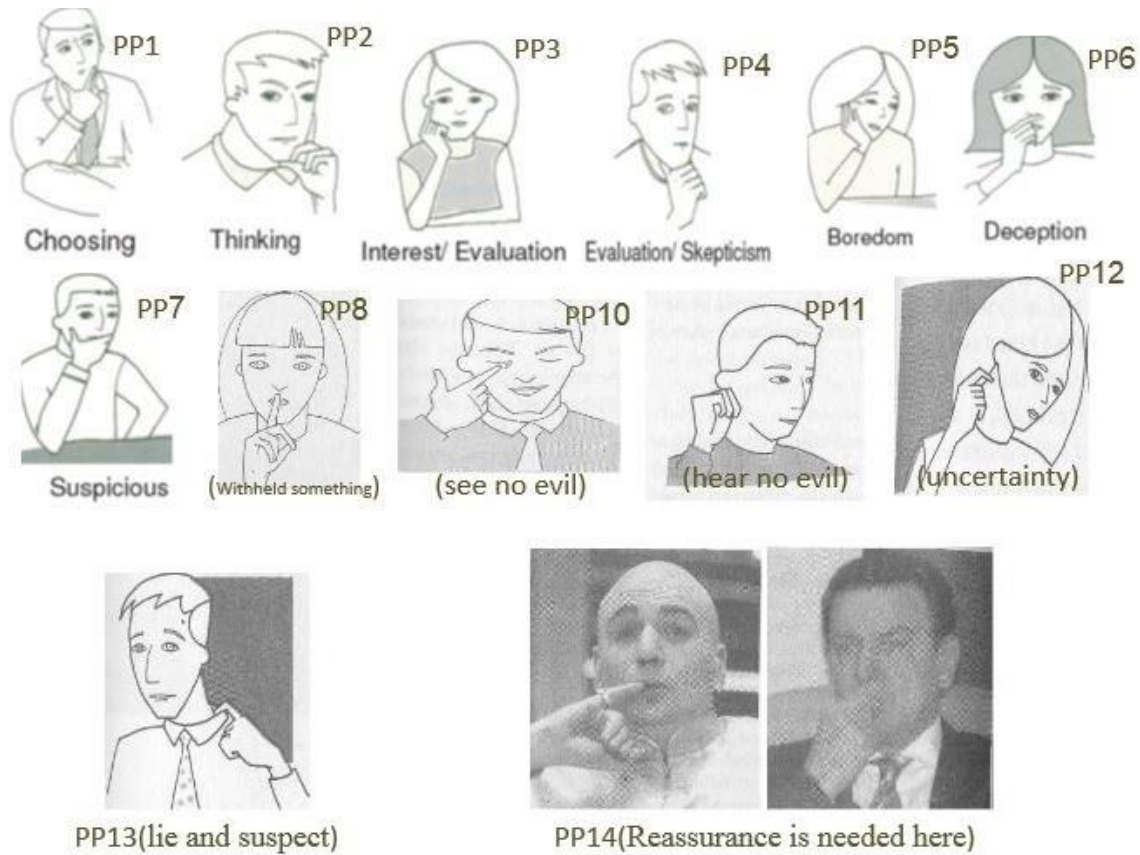 PP1
PP2
PP3
PP4
PP5
PP6
Choosing
Thinking
Interest/ Evaluation
Evaluation/ Skepticism
Boredom
Deception
PP7
PP8
PP10
PP11
PP12
Suspicious
(Withheld something)
(see no evil)
(hear no evil)
(uncertainty)
PP13(lie and suspect)
PP14(Reassurance is needed here)